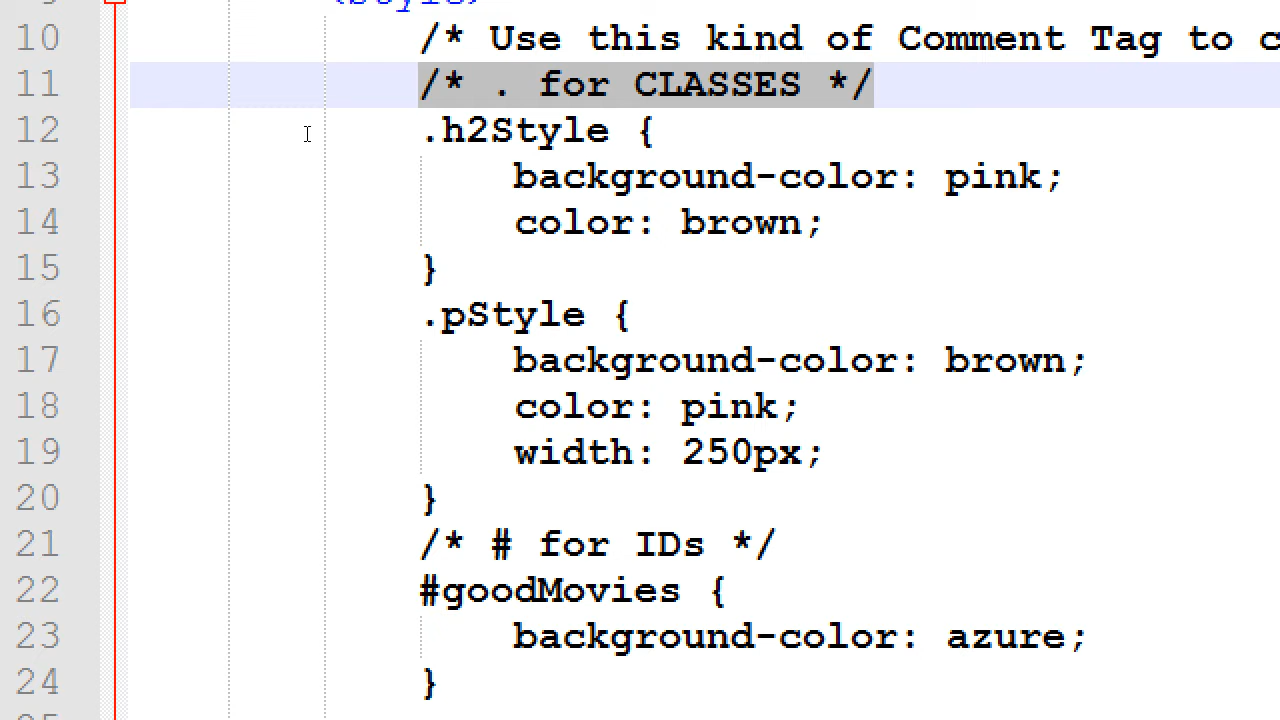 <style>
10 /* Use this kind of Comment Tag to c
11 /* . for CLASSES */
12 .h2Style {
13 background-color: pink;
14 color: brown;
15 }
16 .pStyle {
17 background-color: brown;
18 color: pink;
19 width: 250px;
20 }
21 /* # for IDs */
22 #goodMovies {
23 background-color: azure;
24 }